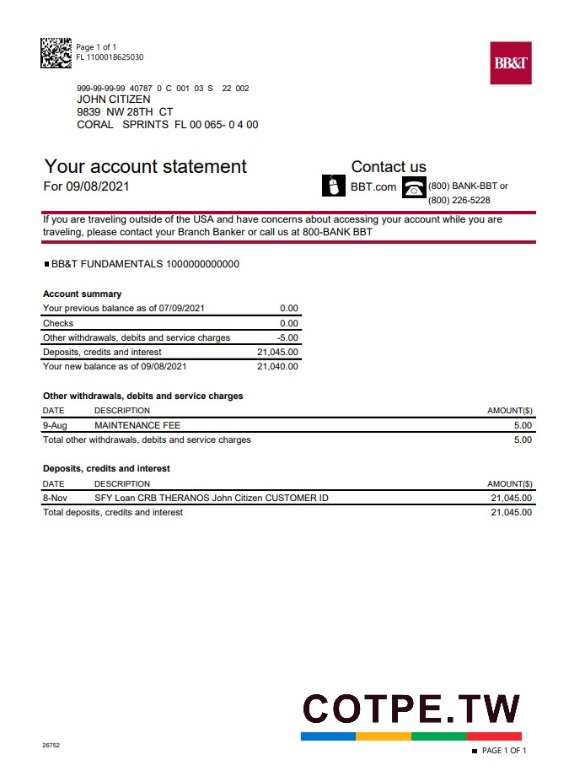 Page 1 of 1
FL 1100018625030
BB&T
999-99-99-99 40787 0 C 001 03 S 22 002
JOHN CITIZEN
9839 NW 28TH CT
CORAL SPRINTS FL 00 065- 0 4 00
Your account statement
For 09/08/2021
Contact us
BBT.com
(800) BANK-BBT or
(800) 226-5228
If you are traveling outside of the USA and have concerns about accessing your account while you are
traveling, please contact your Branch Banker or call us at 800-BANK BBT
■ BB&T FUNDAMENTALS 1000000000000
Account summary
Your previous balance as of 07/09/2021 0.00
Checks 0.00
Other withdrawals, debits and service charges -5.00
Deposits, credits and interest 21,045.00
Your new balance as of 09/08/2021 21,040.00
Other withdrawals, debits and service charges
DATE DESCRIPTION AMOUNT($)
9-Aug MAINTENANCE FEE 5.00
Total other withdrawals, debits and service charges 5.00
Deposits, credits and interest
DATE DESCRIPTION AMOUNT($)
8-Nov SFY Loan CRB THERANOS John Citizen CUSTOMER ID 21,045.00
Total deposits, credits and interest 21,045.00
COTPE.TW
26752
■ PAGE 1 OF 1